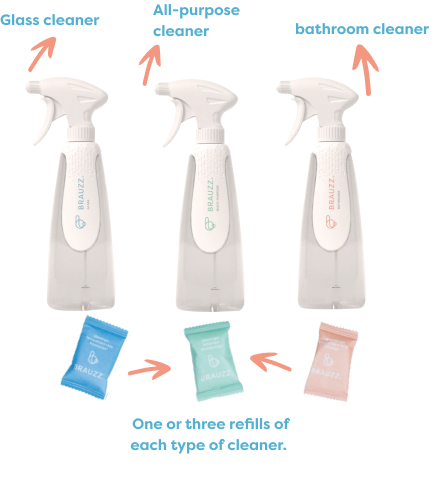 Glass cleaner
All-purpose
cleaner
bathroom cleaner
BRAUZZ.
BRAUZZ.
BRAUZZ.
BRAUZZ.
BRAUZZ.
BRAUZZ.
One or three refills of
each type of cleaner.